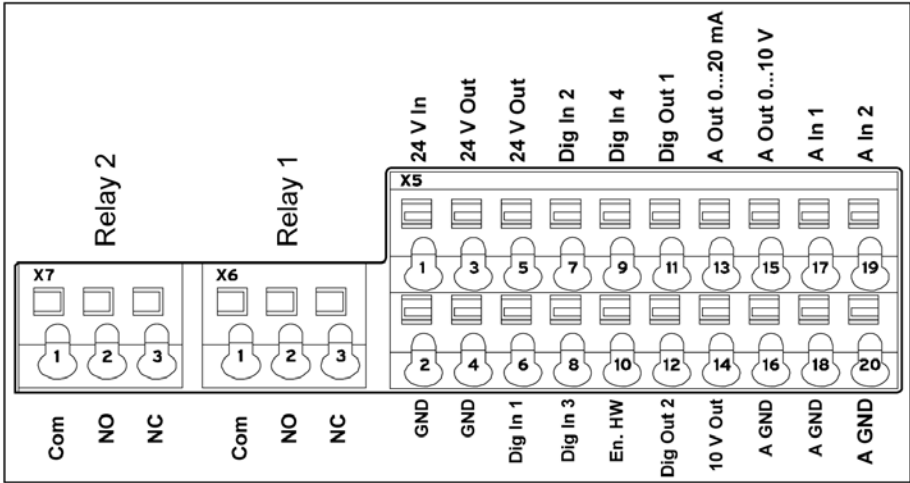 24 V In
24 V Out
24 V Out
Dig In 2
Dig In 4
Dig Out 1
A Out 0...20 mA
A Out 0...10 V
A In 1
A In 2
Relay 2
Relay 1
X5
1 3 5 7 9 11 13 15 17 19
X7
X6
1 2 3
1 2 3
2 4 6 8 10 12 14 16 18 20
Com
NO
NC
Com
NO
NC
GND
GND
Dig In 1
Dig In 3
En. HW
Dig Out 2
10 V Out
A GND
A GND
A GND